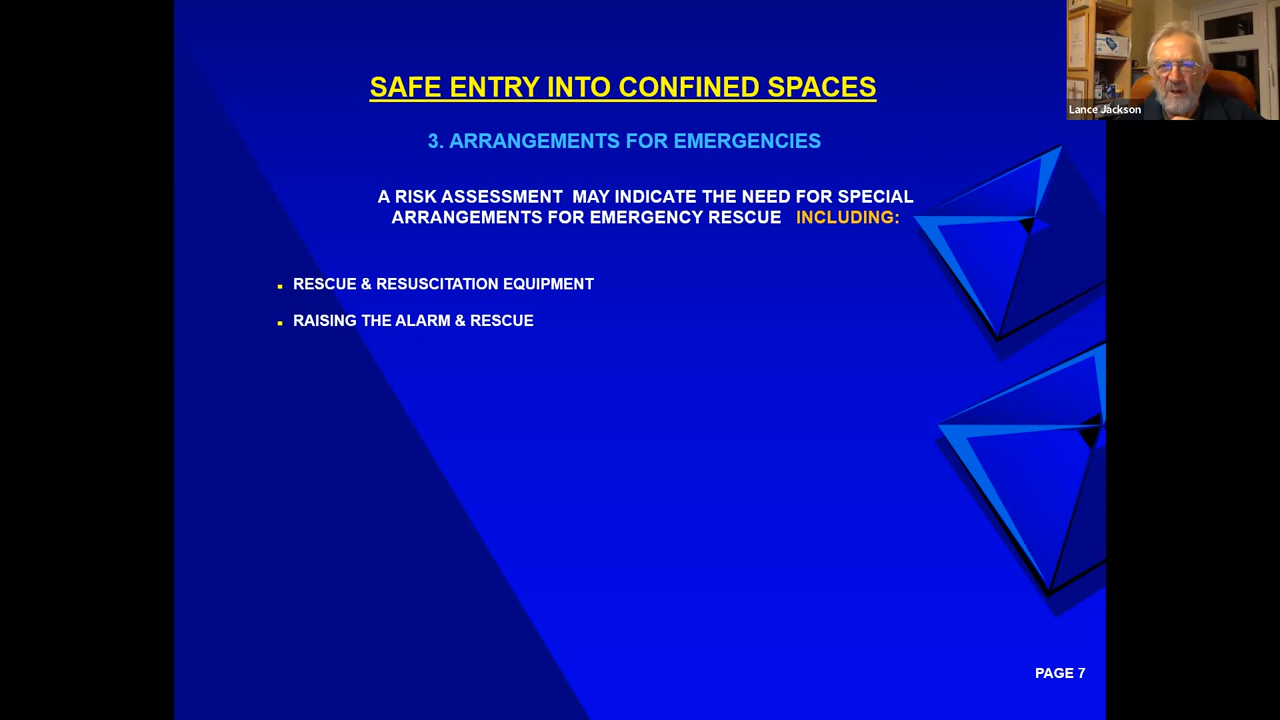 SAFE ENTRY INTO CONFINED SPACES
3. ARRANGEMENTS FOR EMERGENCIES
A RISK ASSESSMENT MAY INDICATE THE NEED FOR SPECIAL
ARRANGEMENTS FOR EMERGENCY RESCUE INCLUDING:
RESCUE & RESUSCITATION EQUIPMENT
RAISING THE ALARM & RESCUE
PAGE 7
Lance Jackson